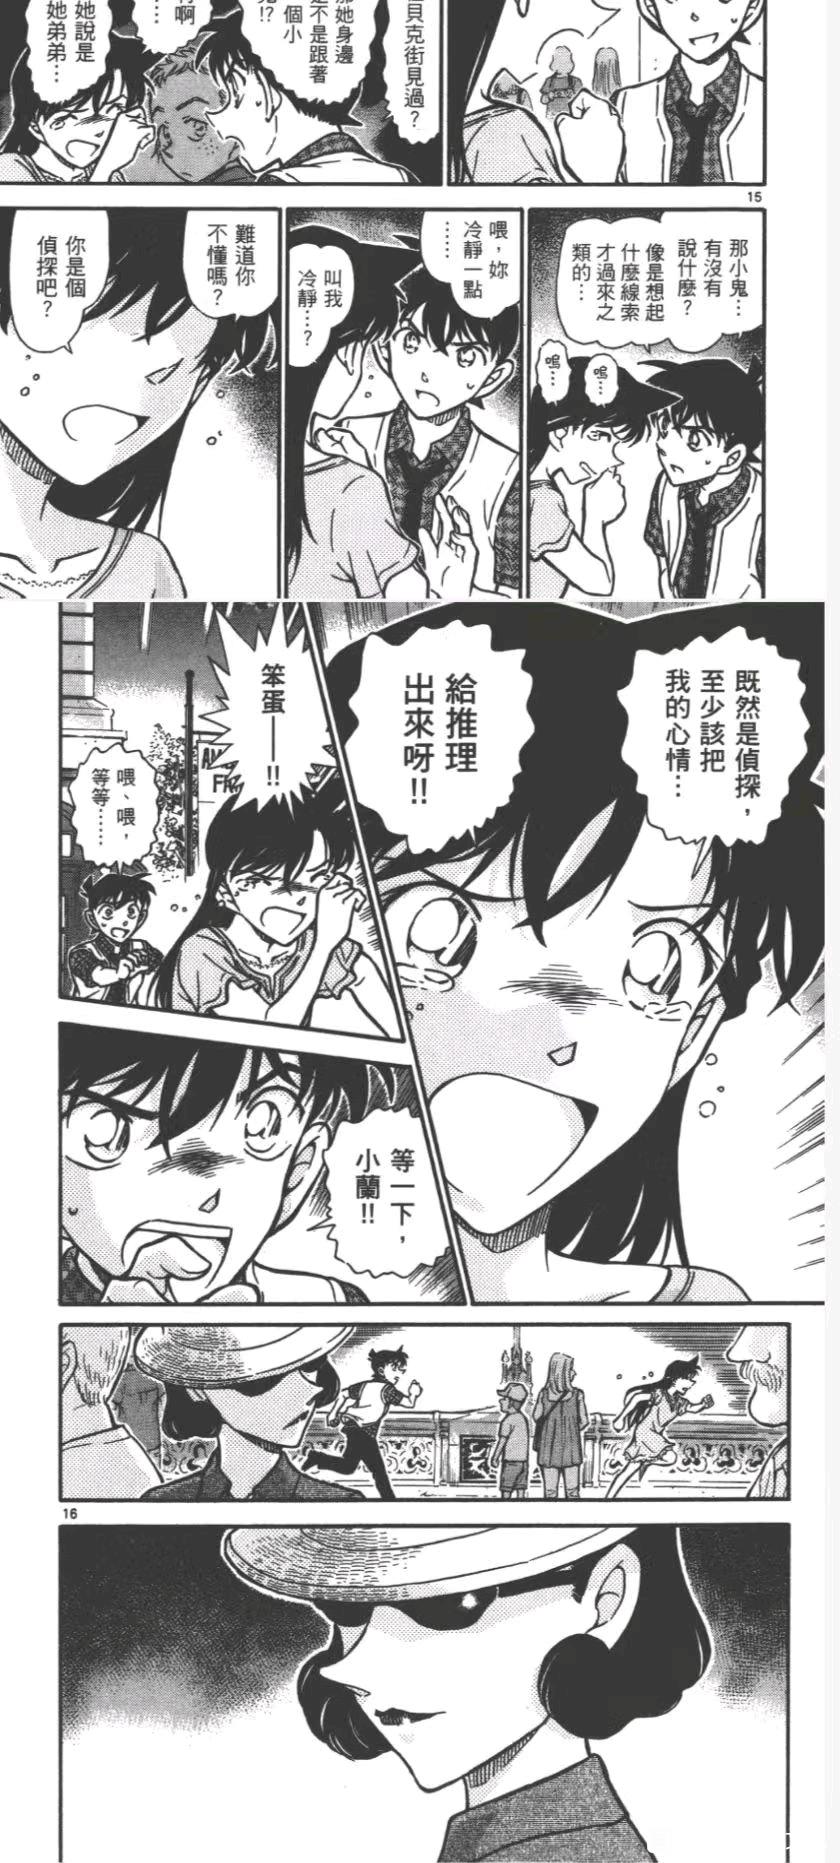 貝克街見過?
那她身邊
不是跟著
個小
啊
……
她說是
她弟弟…
15
那小鬼…
有沒有
說什麼?
像是想起
什麼線索
才過來之
類的…
嗚…
嗚…
喂,妳
冷靜一點
……
叫我
冷靜…?
難道你
不懂嗎?
你是個
偵探吧?
既然是偵探,
至少該把
我的心情…
給推理
出來呀!!
笨蛋——!!
喂、喂,
等等……
等一下,
小蘭!!
16